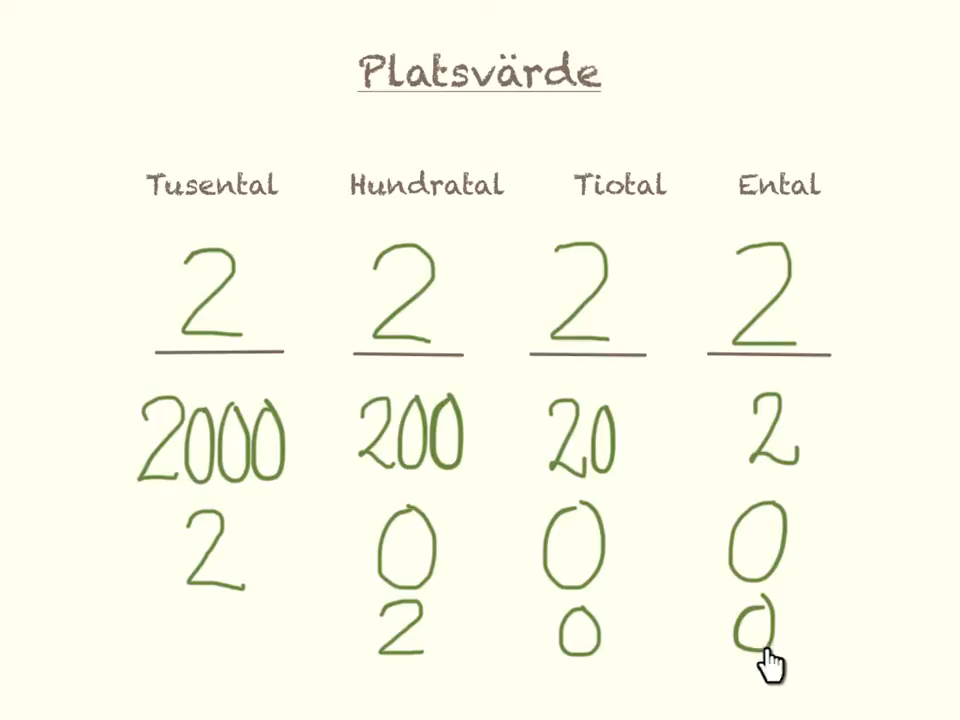 Platsvärde
Tusental Hundratal Tiotal Ental
2 2 2 2
2000 200 20 2
2 0 0 0
2 0 0